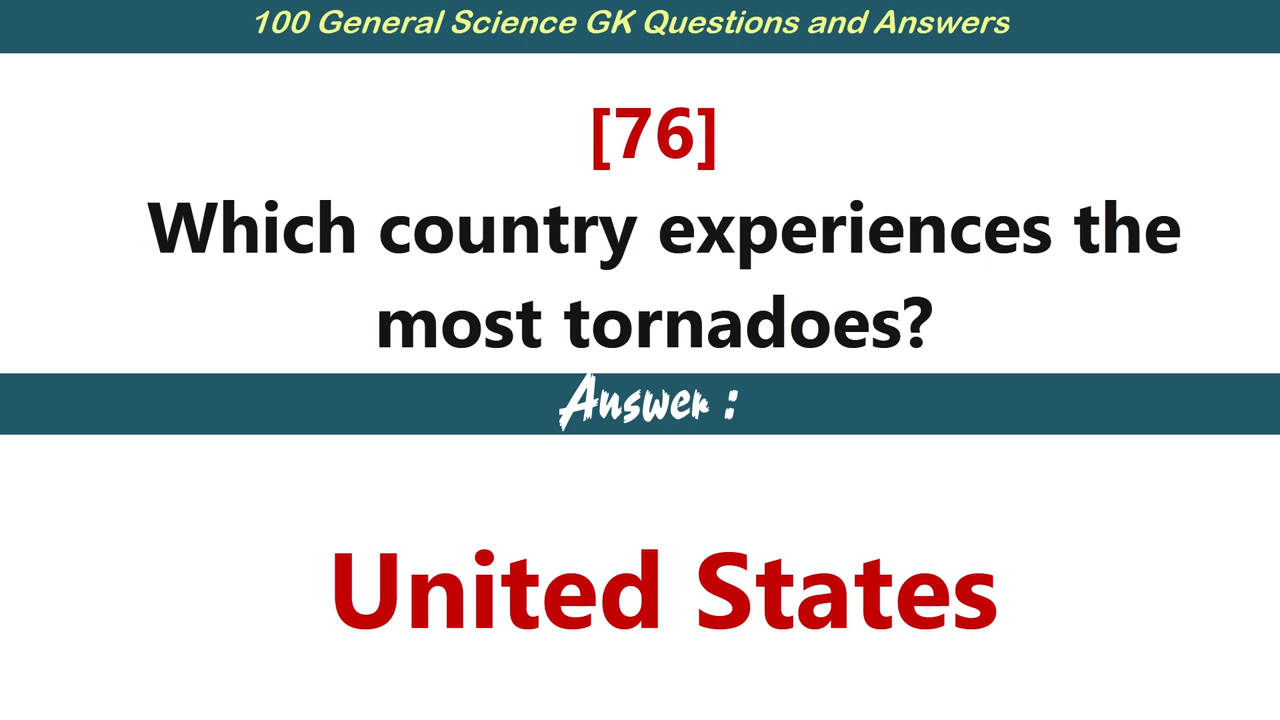 100 General Science GK Questions and Answers
[76]
Which country experiences the
most tornadoes?
Answer :
United States